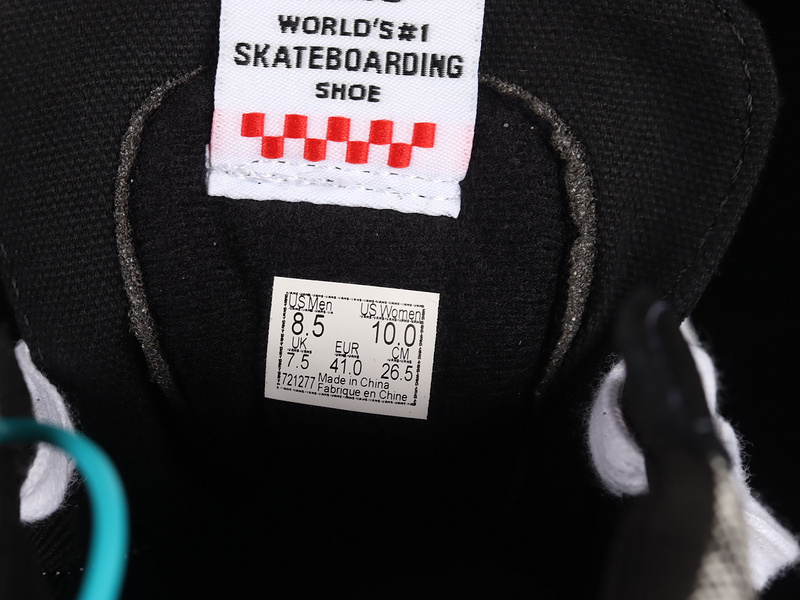 WORLD'S #1
SKATEBOARDING
SHOE
US Men US Women
8.5 10.0
UK EUR CM
7.5 41.0 26.5
721277 Made in China
Fabrique en Chine